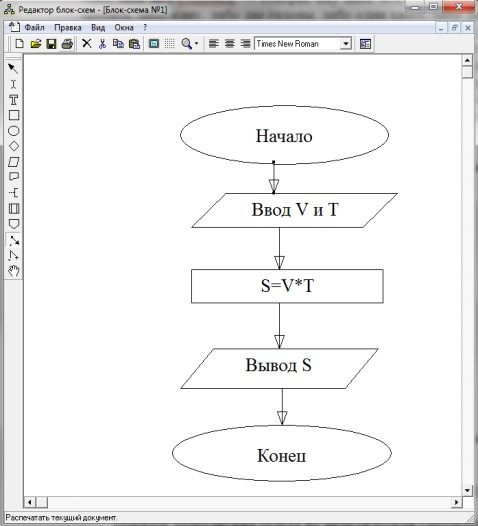 Редактор блок-схем - [Блок-схема №1]
Файл Правка Вид Окна ?
Times New Roman
Начало
Ввод V и T
S=V*T
Вывод S
Конец
Распечатать текущий документ.